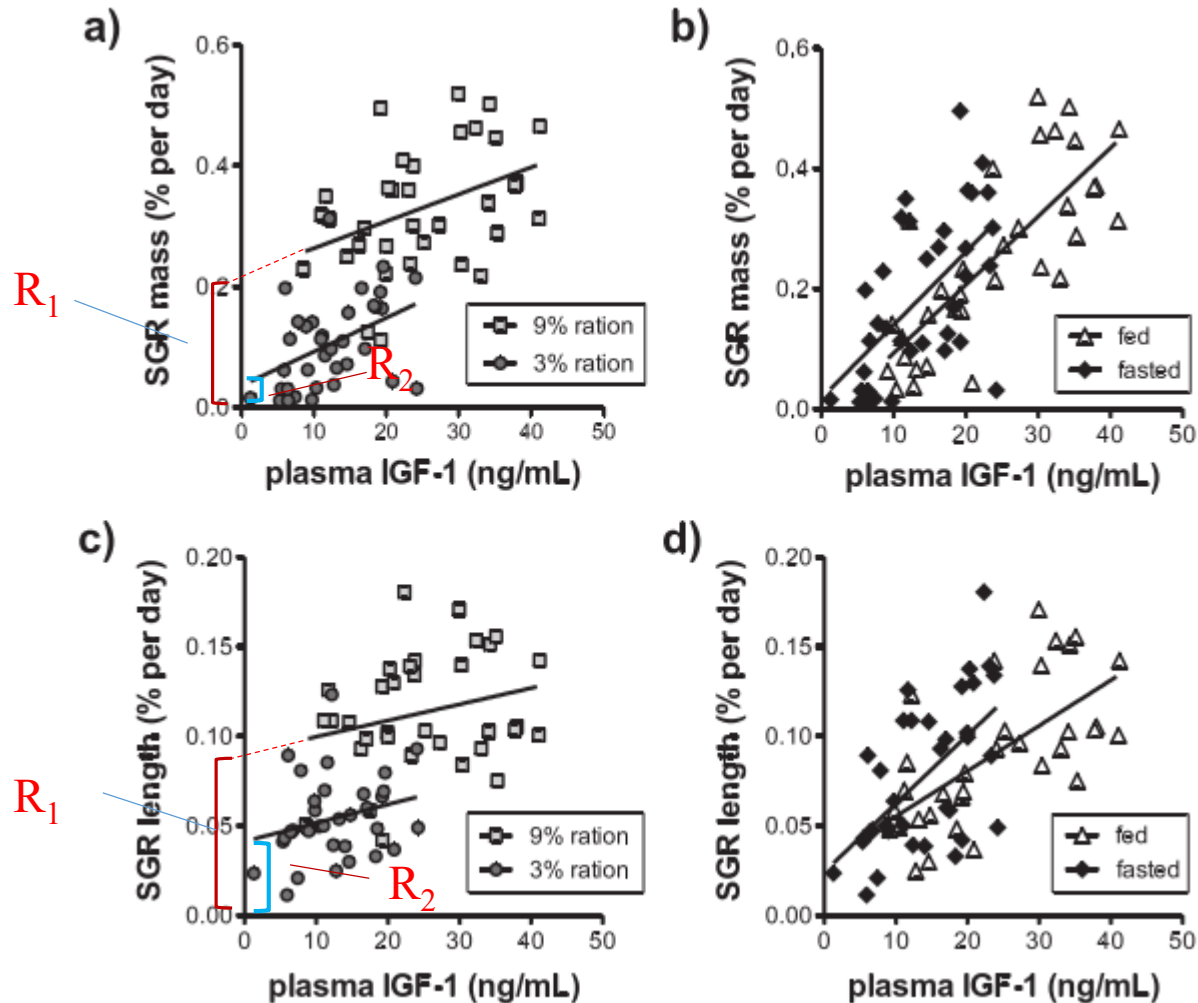 a)
SGR mass (% per day)
0.6
0.4
0.2
0.0
0 10 20 30 40 50
plasma IGF-1 (ng/mL)
9% ration
3% ration
R1
R2
b)
SGR mass (% per day)
0.6
0.4
0.2
0.0
0 10 20 30 40 50
plasma IGF-1 (ng/mL)
fed
fasted
c)
SGR length (% per day)
0.20
0.15
0.10
0.05
0.00
0 10 20 30 40 50
plasma IGF-1 (ng/mL)
9% ration
3% ration
R1
R2
d)
SGR length (% per day)
0.20
0.15
0.10
0.05
0.00
0 10 20 30 40 50
plasma IGF-1 (ng/mL)
fed
fasted